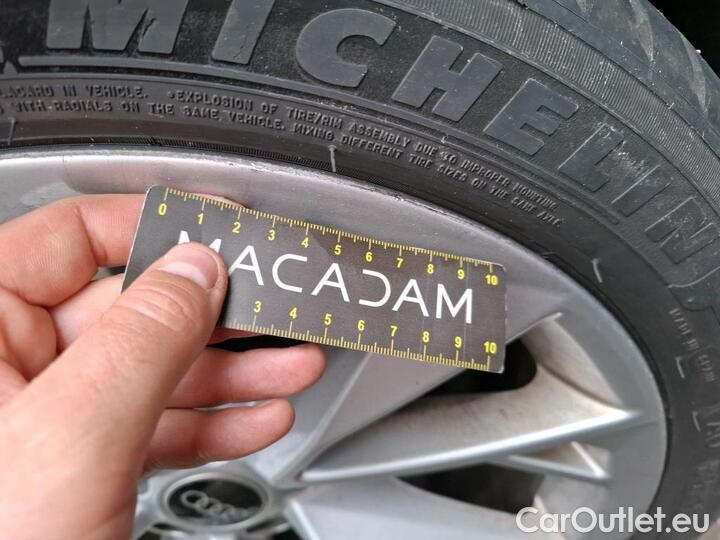 MICHELIN
PLACARD IN VEHICLE. •EXPLOSION OF TIRE/RIM ASSEMBLY DUE TO IMPROPER MOUNTING.
WITH RADIALS ON THE SAME VEHICLE. MIXING DIFFERENT TIRE SIZES ON THE SAME AXLE.
0 1 2 3 4 5 6 7 8 9 10
MACADAM
3 4 5 6 7 8 9 10
CarOutlet.eu